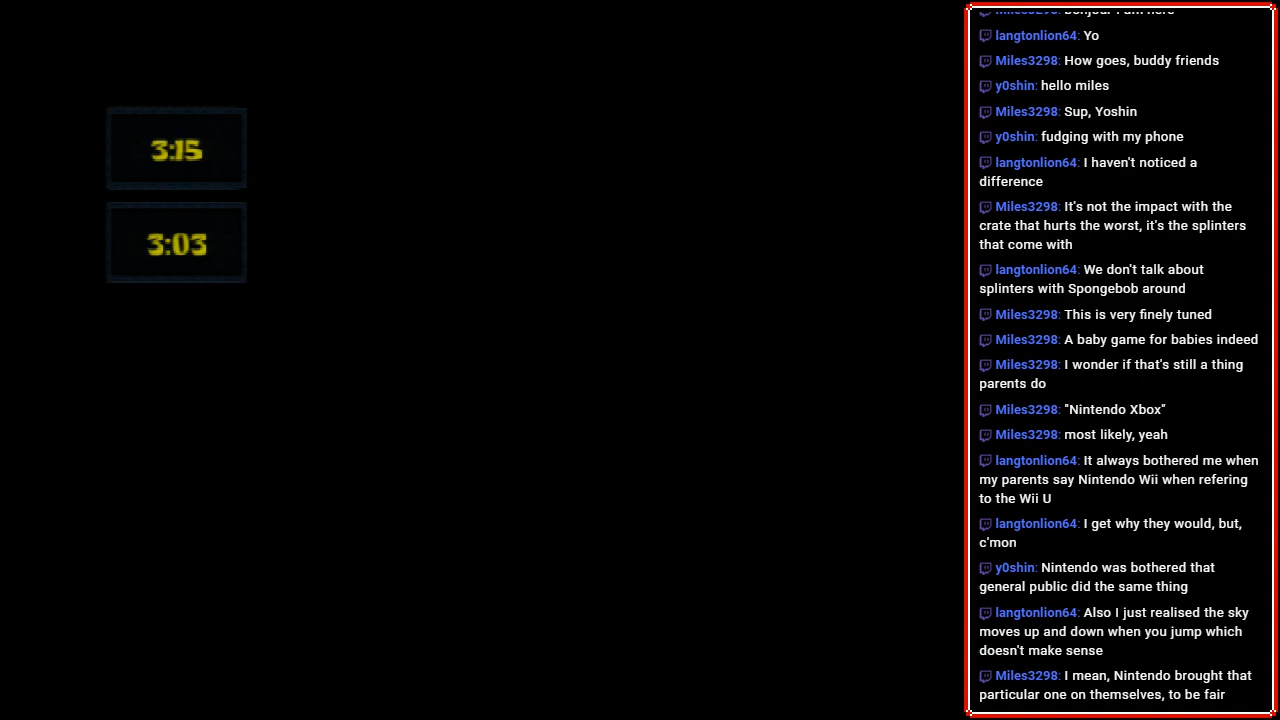 3:15
3:03
Miles3298: Bonjour I am here
langtonlion64: Yo
Miles3298: How goes, buddy friends
y0shin: hello miles
Miles3298: Sup, Yoshin
y0shin: fudging with my phone
langtonlion64: I haven't noticed a
difference
Miles3298: It's not the impact with the
crate that hurts the worst, it's the splinters
that come with
langtonlion64: We don't talk about
splinters with Spongebob around
Miles3298: This is very finely tuned
Miles3298: A baby game for babies indeed
Miles3298: I wonder if that's still a thing
parents do
Miles3298: "Nintendo Xbox"
Miles3298: most likely, yeah
langtonlion64: It always bothered me when
my parents say Nintendo Wii when refering
to the Wii U
langtonlion64: I get why they would, but,
c'mon
y0shin: Nintendo was bothered that
general public did the same thing
langtonlion64: Also I just realised the sky
moves up and down when you jump which
doesn't make sense
Miles3298: I mean, Nintendo brought that
particular one on themselves, to be fair